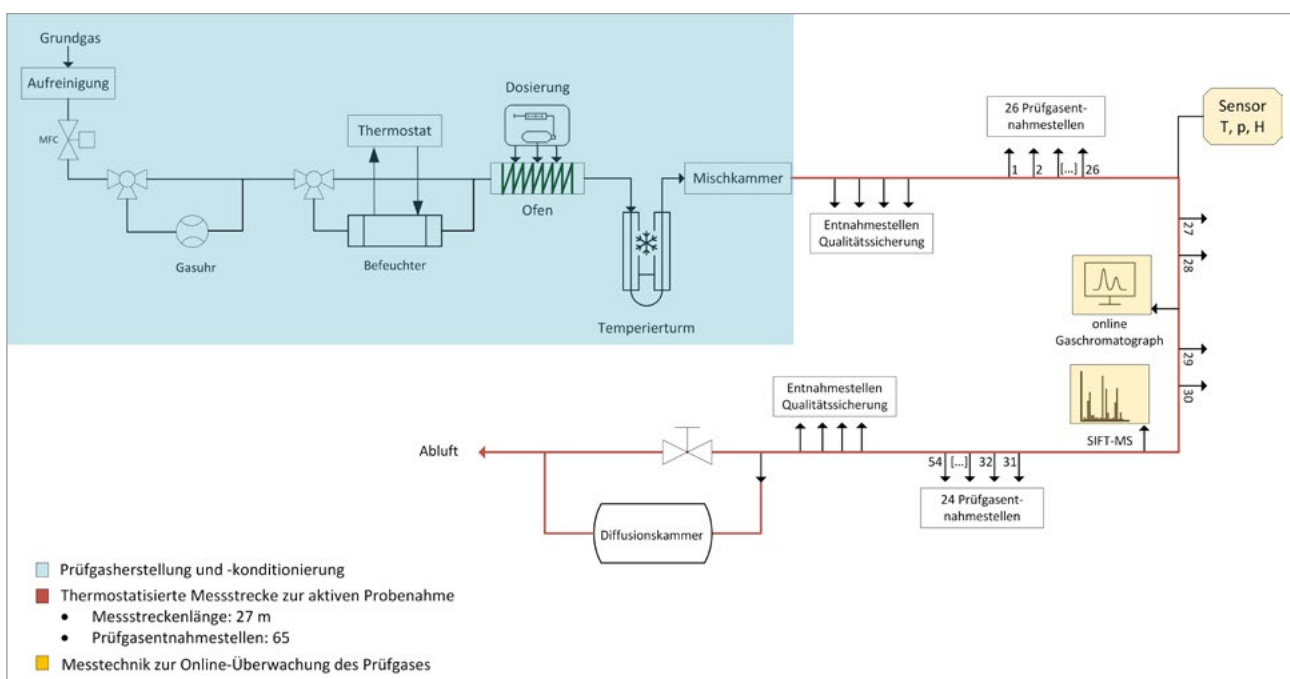 Grundgas
Aufreinigung
MFC
Gasuhr
Thermostat
Befeuchter
Dosierung
Ofen
Temperierturm
Mischkammer
Entnahmestellen
Qualitätssicherung
26 Prüfgasent-
nahmestellen
1 2 [...] 26
Sensor
T, p, H
27
28
online
Gaschromatograph
29
30
SIFT-MS
Entnahmestellen
Qualitätssicherung
54 [...] 32 31
24 Prüfgasent-
nahmestellen
Abluft
Diffusionskammer
Prüfgasherstellung und -konditionierung
Thermostatisierte Messstrecke zur aktiven Probenahme
• Messstreckenlänge: 27 m
• Prüfgasentnahmestellen: 65
Messtechnik zur Online-Überwachung des Prüfgases